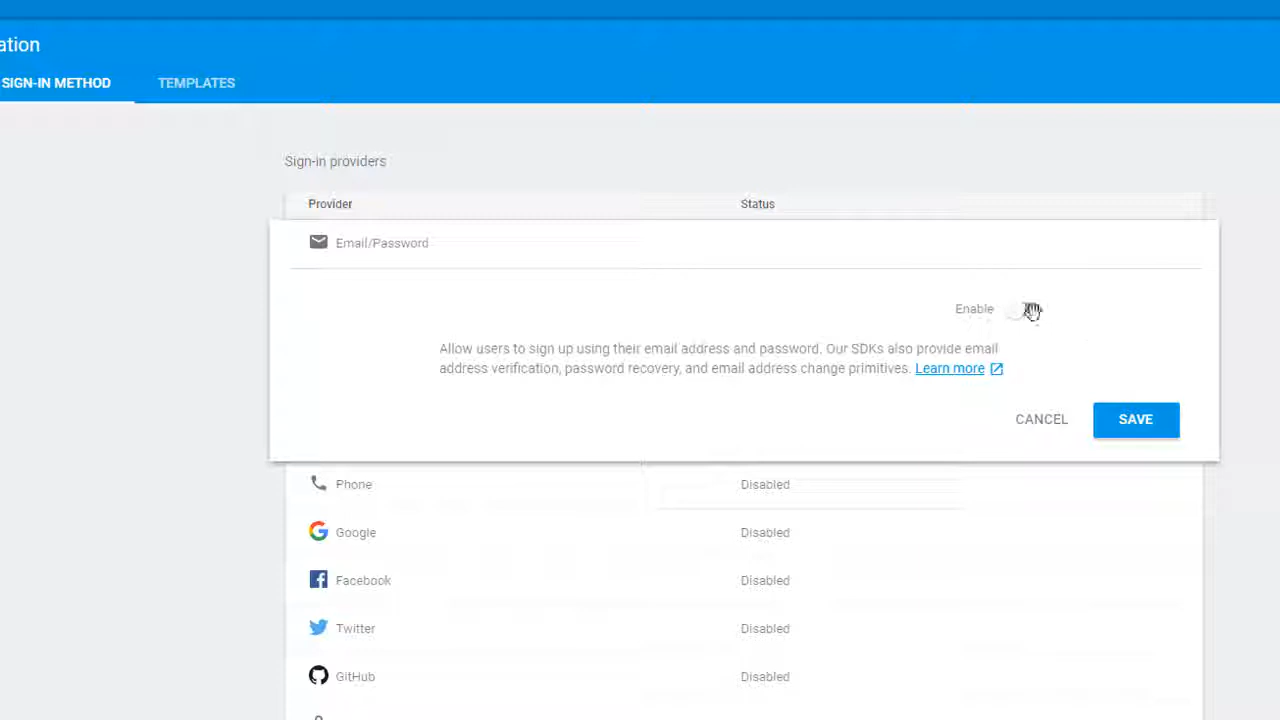 ation
SIGN-IN METHOD TEMPLATES
Sign-in providers
Provider Status
Email/Password
Enable
Allow users to sign up using their email address and password. Our SDKs also provide email
address verification, password recovery, and email address change primitives. Learn more
CANCEL SAVE
Phone Disabled
Google Disabled
Facebook Disabled
Twitter Disabled
GitHub Disabled